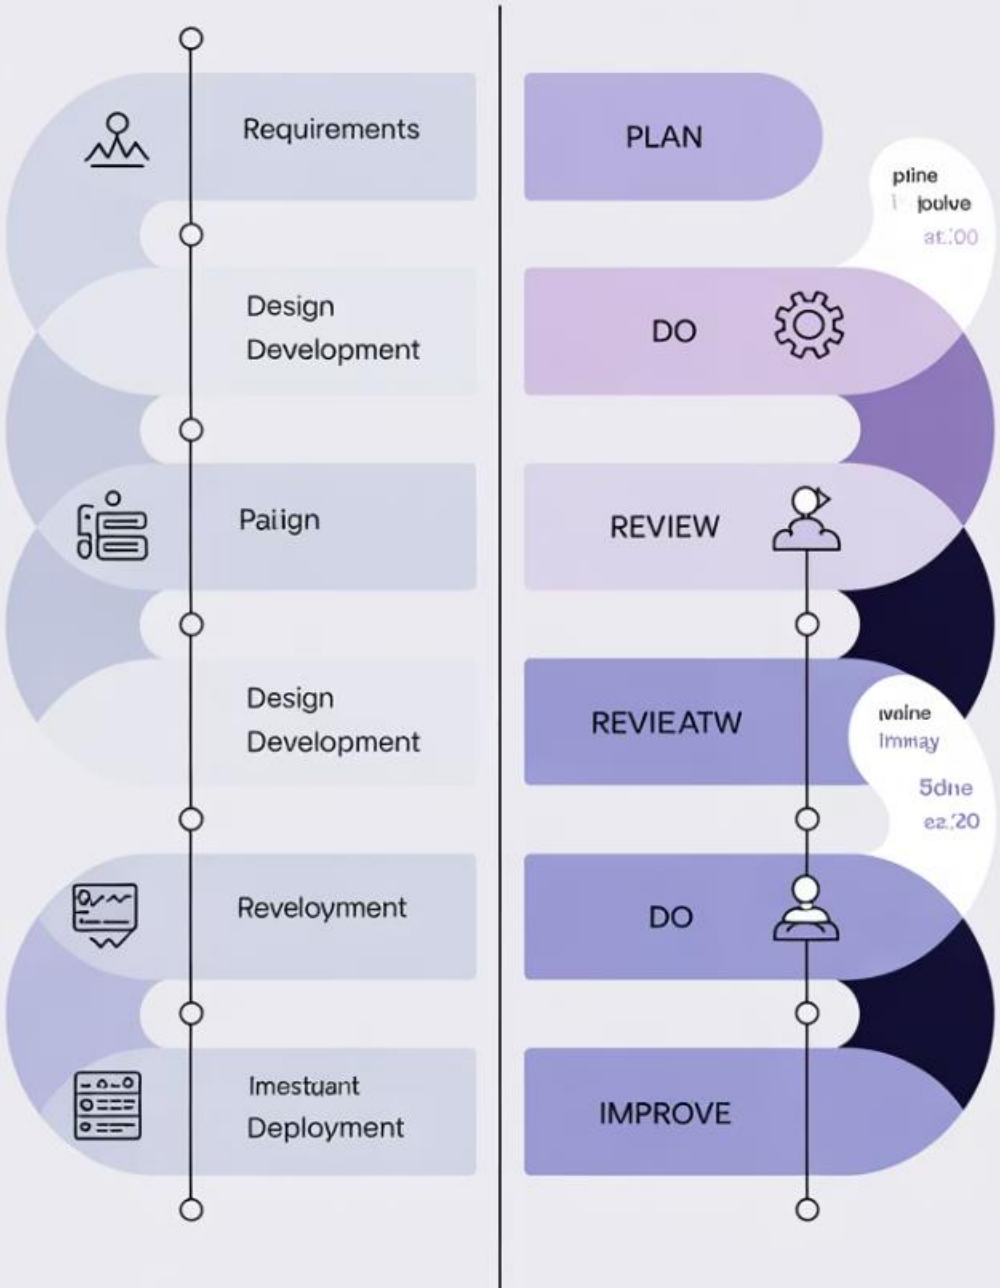 Requirements
Design
Development
Paiign
Design
Development
Reveloyment
Imestuant
Deployment
PLAN
pline
joulve
at.:00
DO
REVIEW
REVIEATW
Immay
5dne
ea.:20
DO
IMPROVE